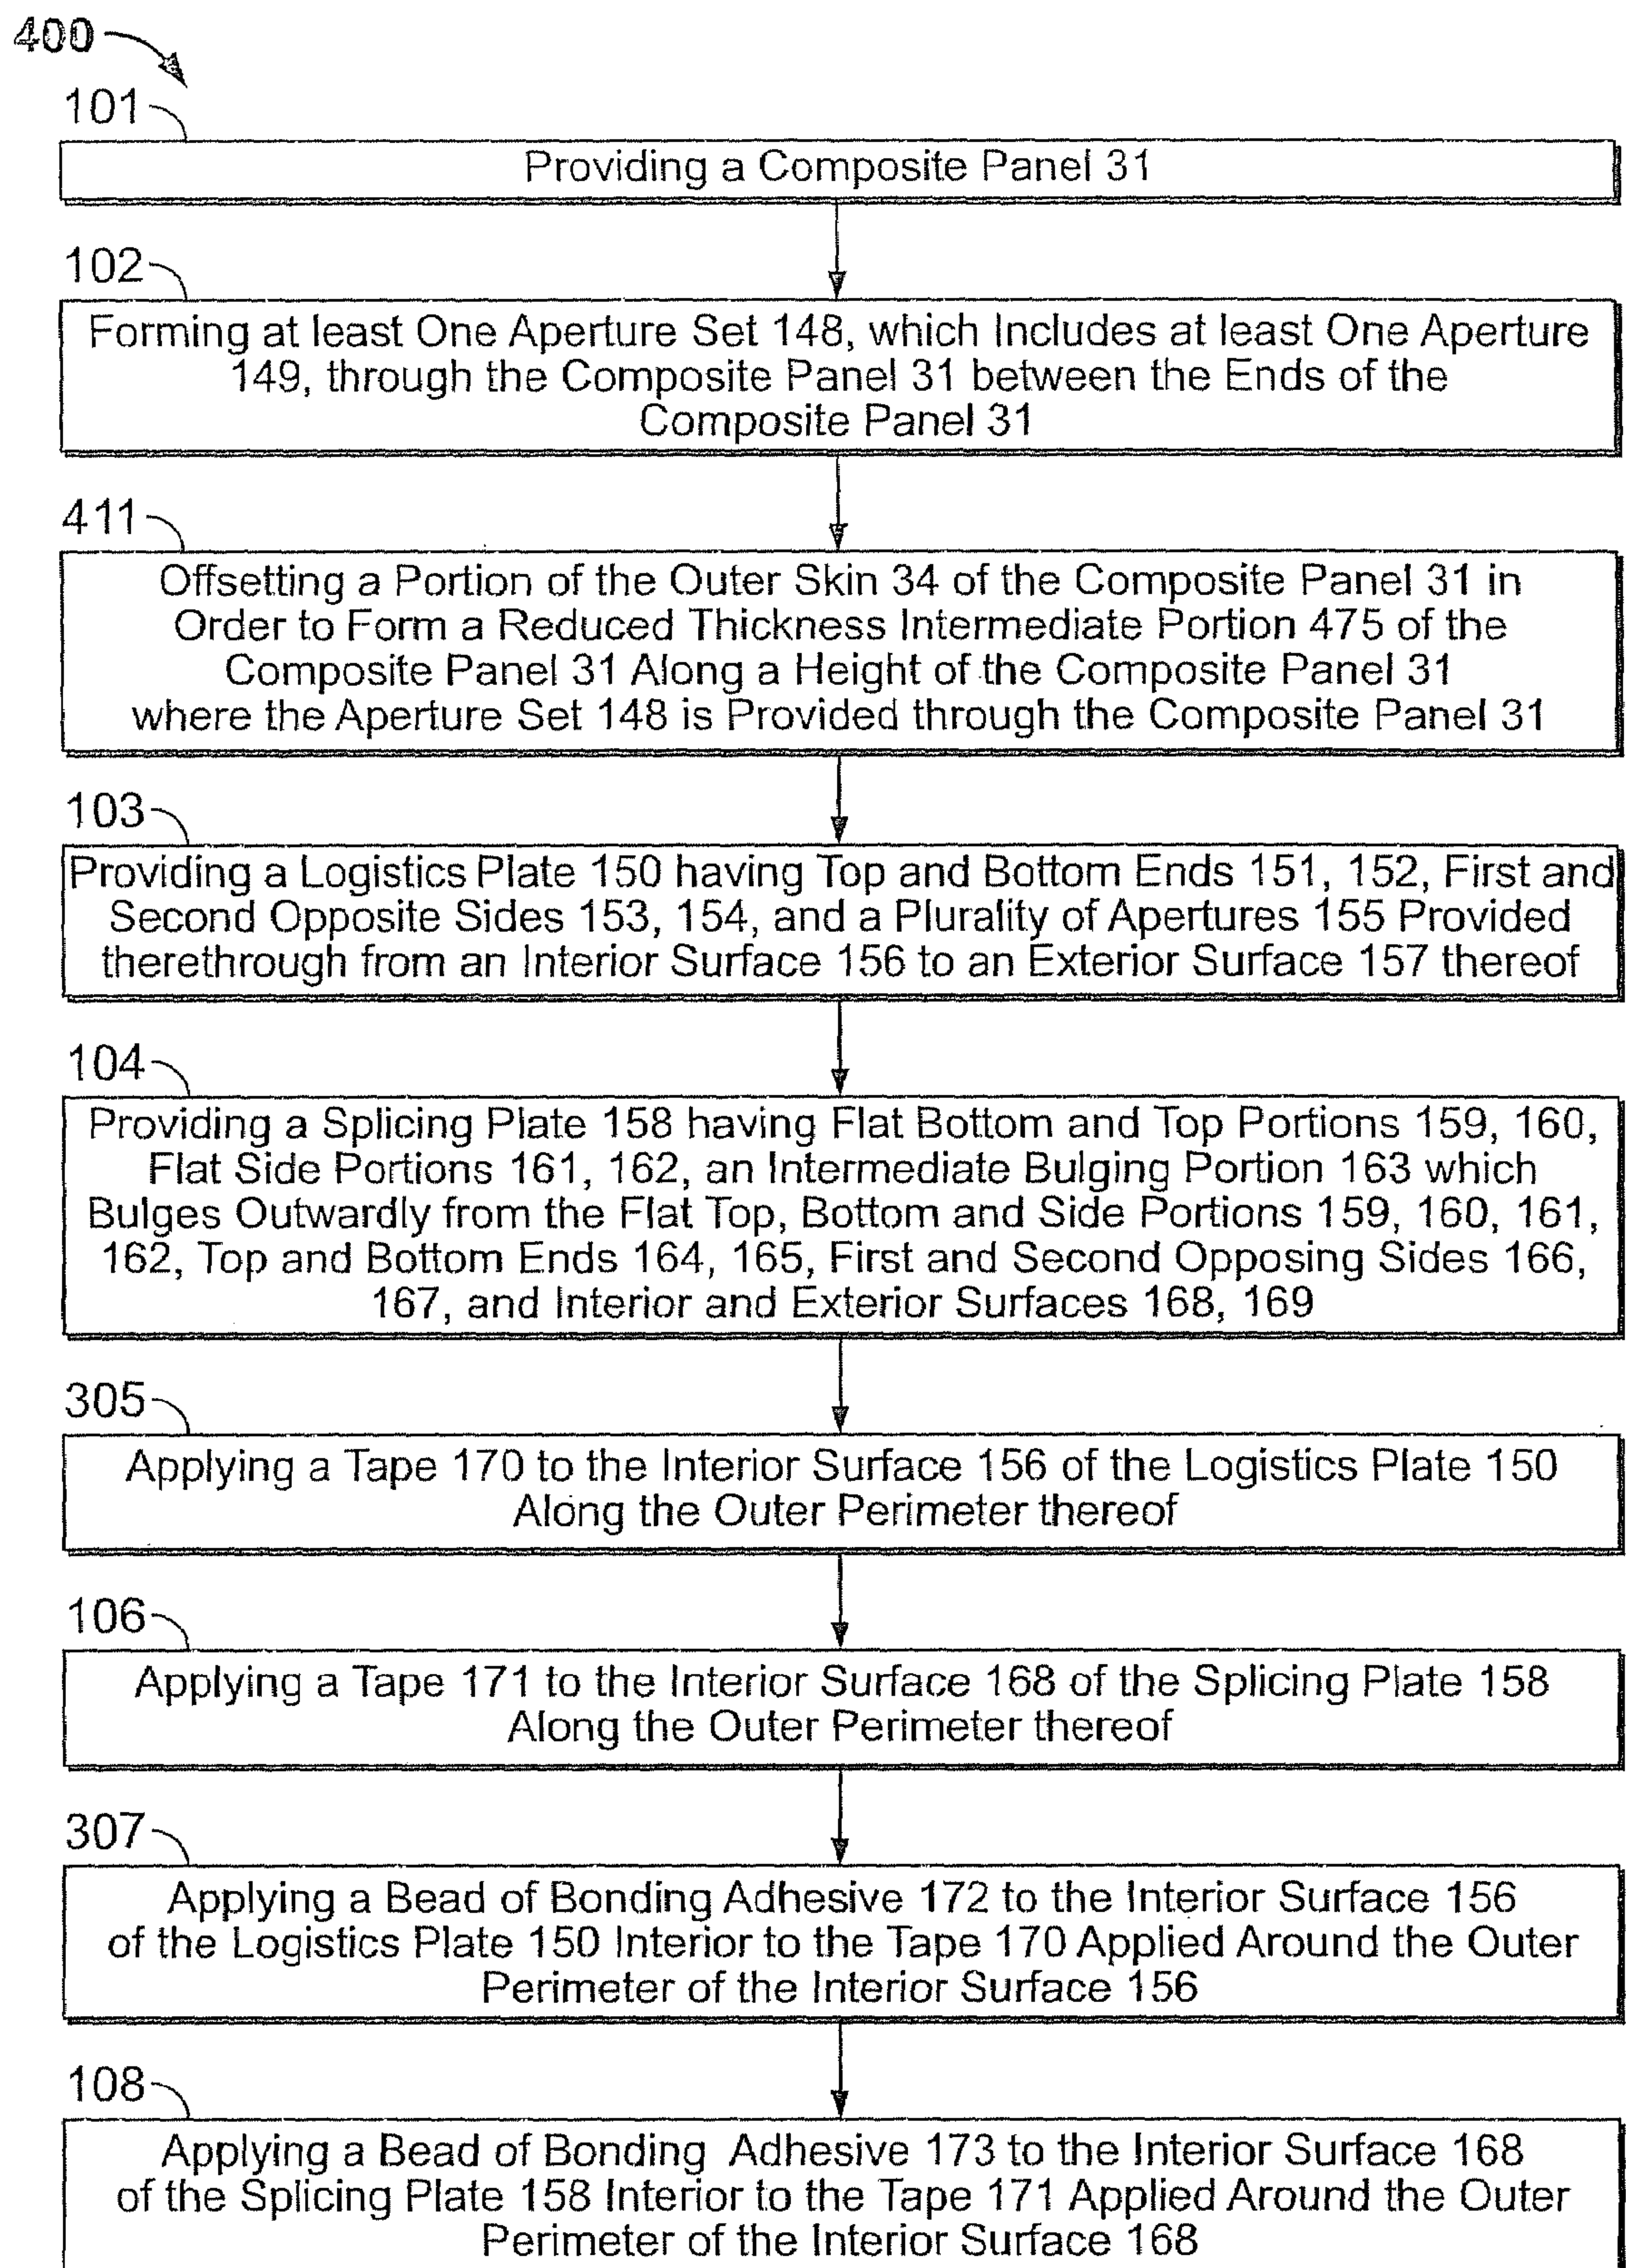 400
101
Providing a Composite Panel 31
102
Forming at least One Aperture Set 148, which Includes at least One Aperture
149, through the Composite Panel 31 between the Ends of the
Composite Panel 31
411
Offsetting a Portion of the Outer Skin 34 of the Composite Panel 31 in
Order to Form a Reduced Thickness Intermediate Portion 475 of the
Composite Panel 31 Along a Height of the Composite Panel 31
where the Aperture Set 148 is Provided through the Composite Panel 31
103
Providing a Logistics Plate 150 having Top and Bottom Ends 151, 152, First and
Second Opposite Sides 153, 154, and a Plurality of Apertures 155 Provided
therethrough from an Interior Surface 156 to an Exterior Surface 157 thereof
104
Providing a Splicing Plate 158 having Flat Bottom and Top Portions 159, 160,
Flat Side Portions 161, 162, an Intermediate Bulging Portion 163 which
Bulges Outwardly from the Flat Top, Bottom and Side Portions 159, 160, 161,
162, Top and Bottom Ends 164, 165, First and Second Opposing Sides 166,
167, and Interior and Exterior Surfaces 168, 169
305
Applying a Tape 170 to the Interior Surface 156 of the Logistics Plate 150
Along the Outer Perimeter thereof
106
Applying a Tape 171 to the Interior Surface 168 of the Splicing Plate 158
Along the Outer Perimeter thereof
307
Applying a Bead of Bonding Adhesive 172 to the Interior Surface 156
of the Logistics Plate 150 Interior to the Tape 170 Applied Around the Outer
Perimeter of the Interior Surface 156
108
Applying a Bead of Bonding Adhesive 173 to the Interior Surface 168
of the Splicing Plate 158 Interior to the Tape 171 Applied Around the Outer
Perimeter of the Interior Surface 168